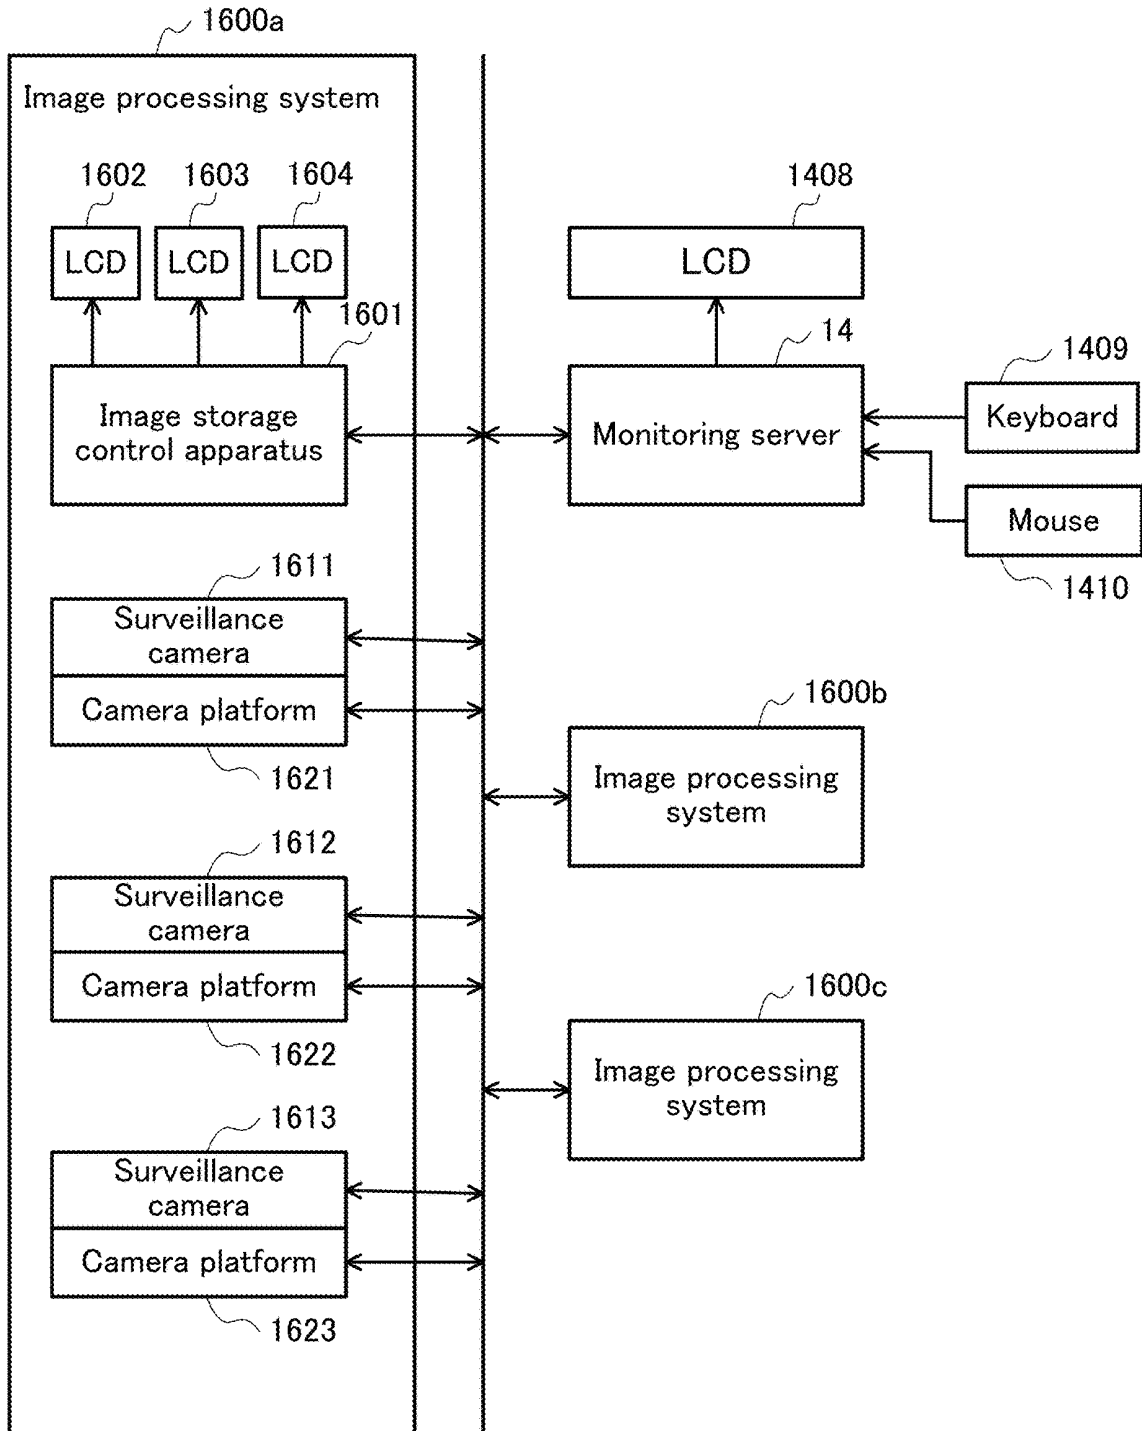 1600a
Image processing system
1602
1603
1604
LCD
LCD
LCD
1601
Image storage
control apparatus
1408
LCD
14
Monitoring server
1409
Keyboard
Mouse
1410
1611
Surveillance
camera
Camera platform
1621
1612
Surveillance
camera
Camera platform
1622
1613
Surveillance
camera
Camera platform
1623
1600b
Image processing
system
1600c
Image processing
system